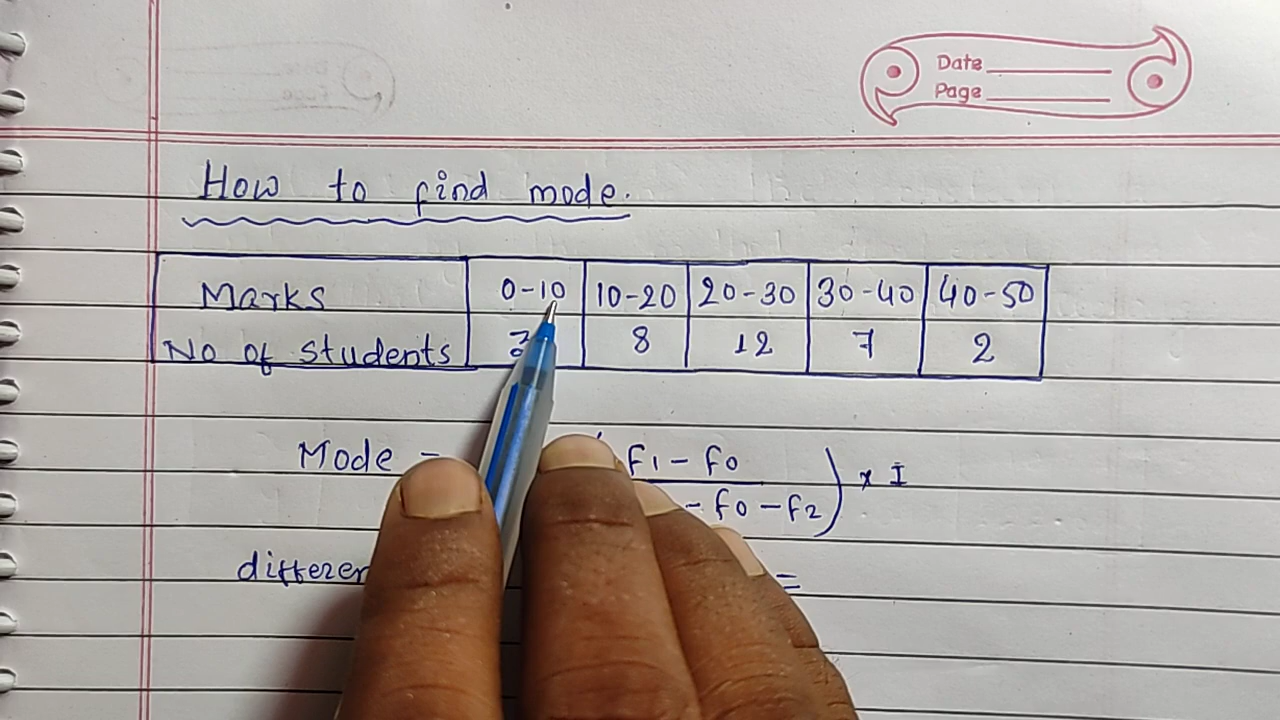 Date
Page
How to find mode.
Marks 0-10 10-20 20-30 30-40 40-50
No of students 8 12 7 2
Mode = f1 - f0
- f0 - f2) x I
=